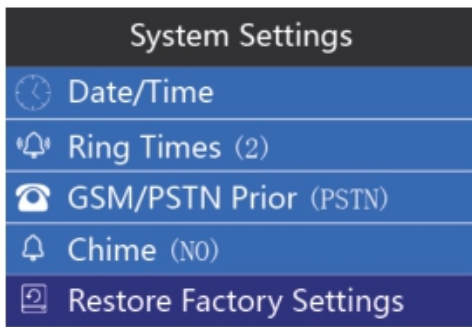 System Settings
Date/Time
Ring Times (2)
GSM/PSTN Prior (PSTN)
Chime (NO)
Restore Factory Settings